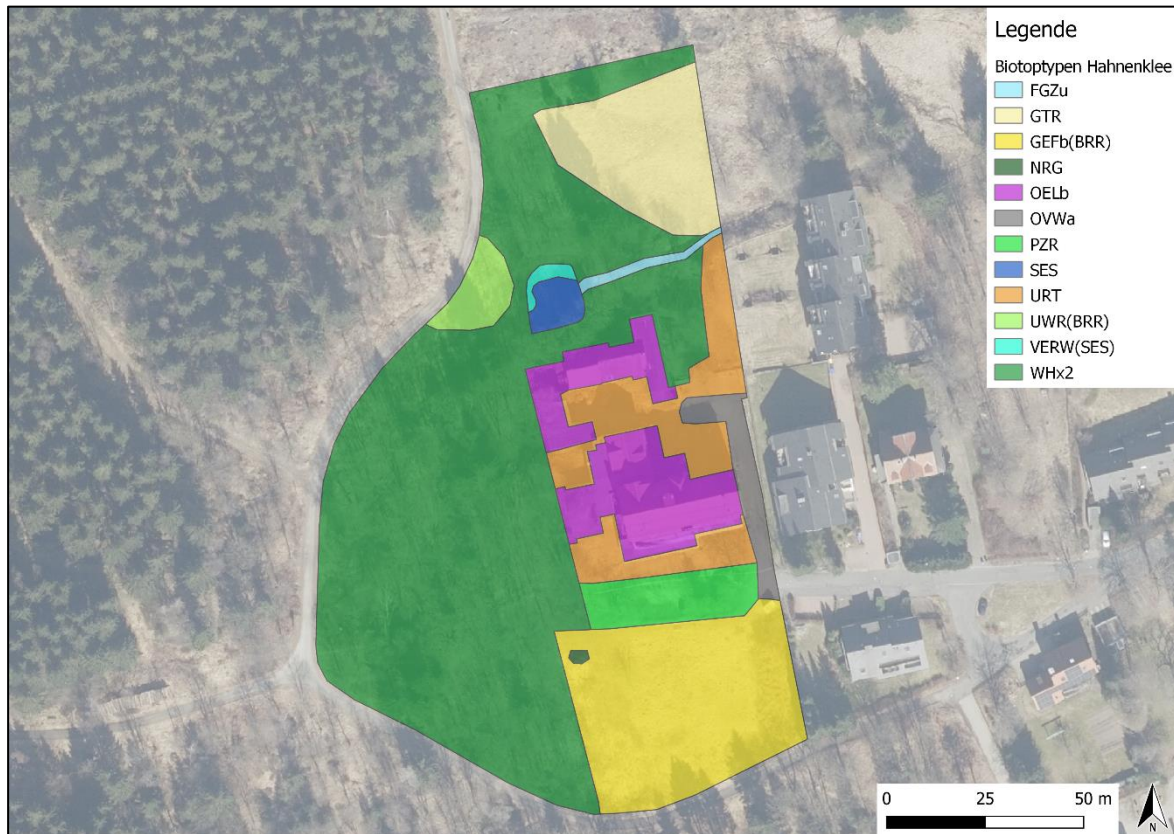 Legende
Biotoptypen Hahnenklee
FGZu
GTR
GEFb(BRR)
NRG
OELb
OVWa
PZR
SES
URT
UWR(BRR)
VERW(SES)
WHx2
0 25 50 m
N